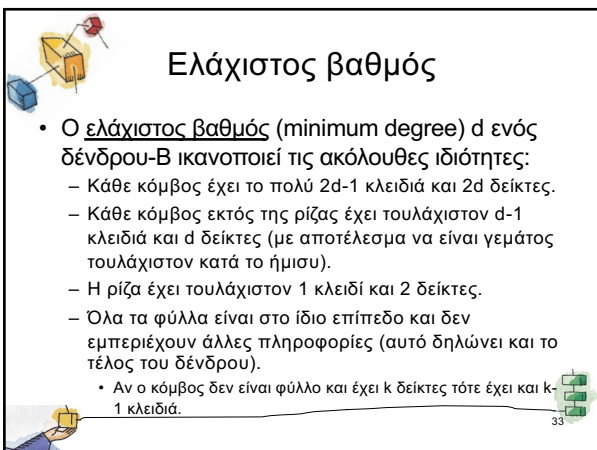 Ελάχιστος βαθμός
• Ο ελάχιστος βαθμός (minimum degree) d ενός
δένδρου-Β ικανοποιεί τις ακόλουθες ιδιότητες:
– Κάθε κόμβος έχει το πολύ 2d-1 κλειδιά και 2d δείκτες.
– Κάθε κόμβος εκτός της ρίζας έχει τουλάχιστον d-1
κλειδιά και d δείκτες (με αποτέλεσμα να είναι γεμάτος
τουλάχιστον κατά το ήμισυ).
– Η ρίζα έχει τουλάχιστον 1 κλειδί και 2 δείκτες.
– Όλα τα φύλλα είναι στο ίδιο επίπεδο και δεν
εμπεριέχουν άλλες πληροφορίες (αυτό δηλώνει και το
τέλος του δένδρου).
• Αν ο κόμβος δεν είναι φύλλο και έχει k δείκτες τότε έχει και k-
1 κλειδιά.
33